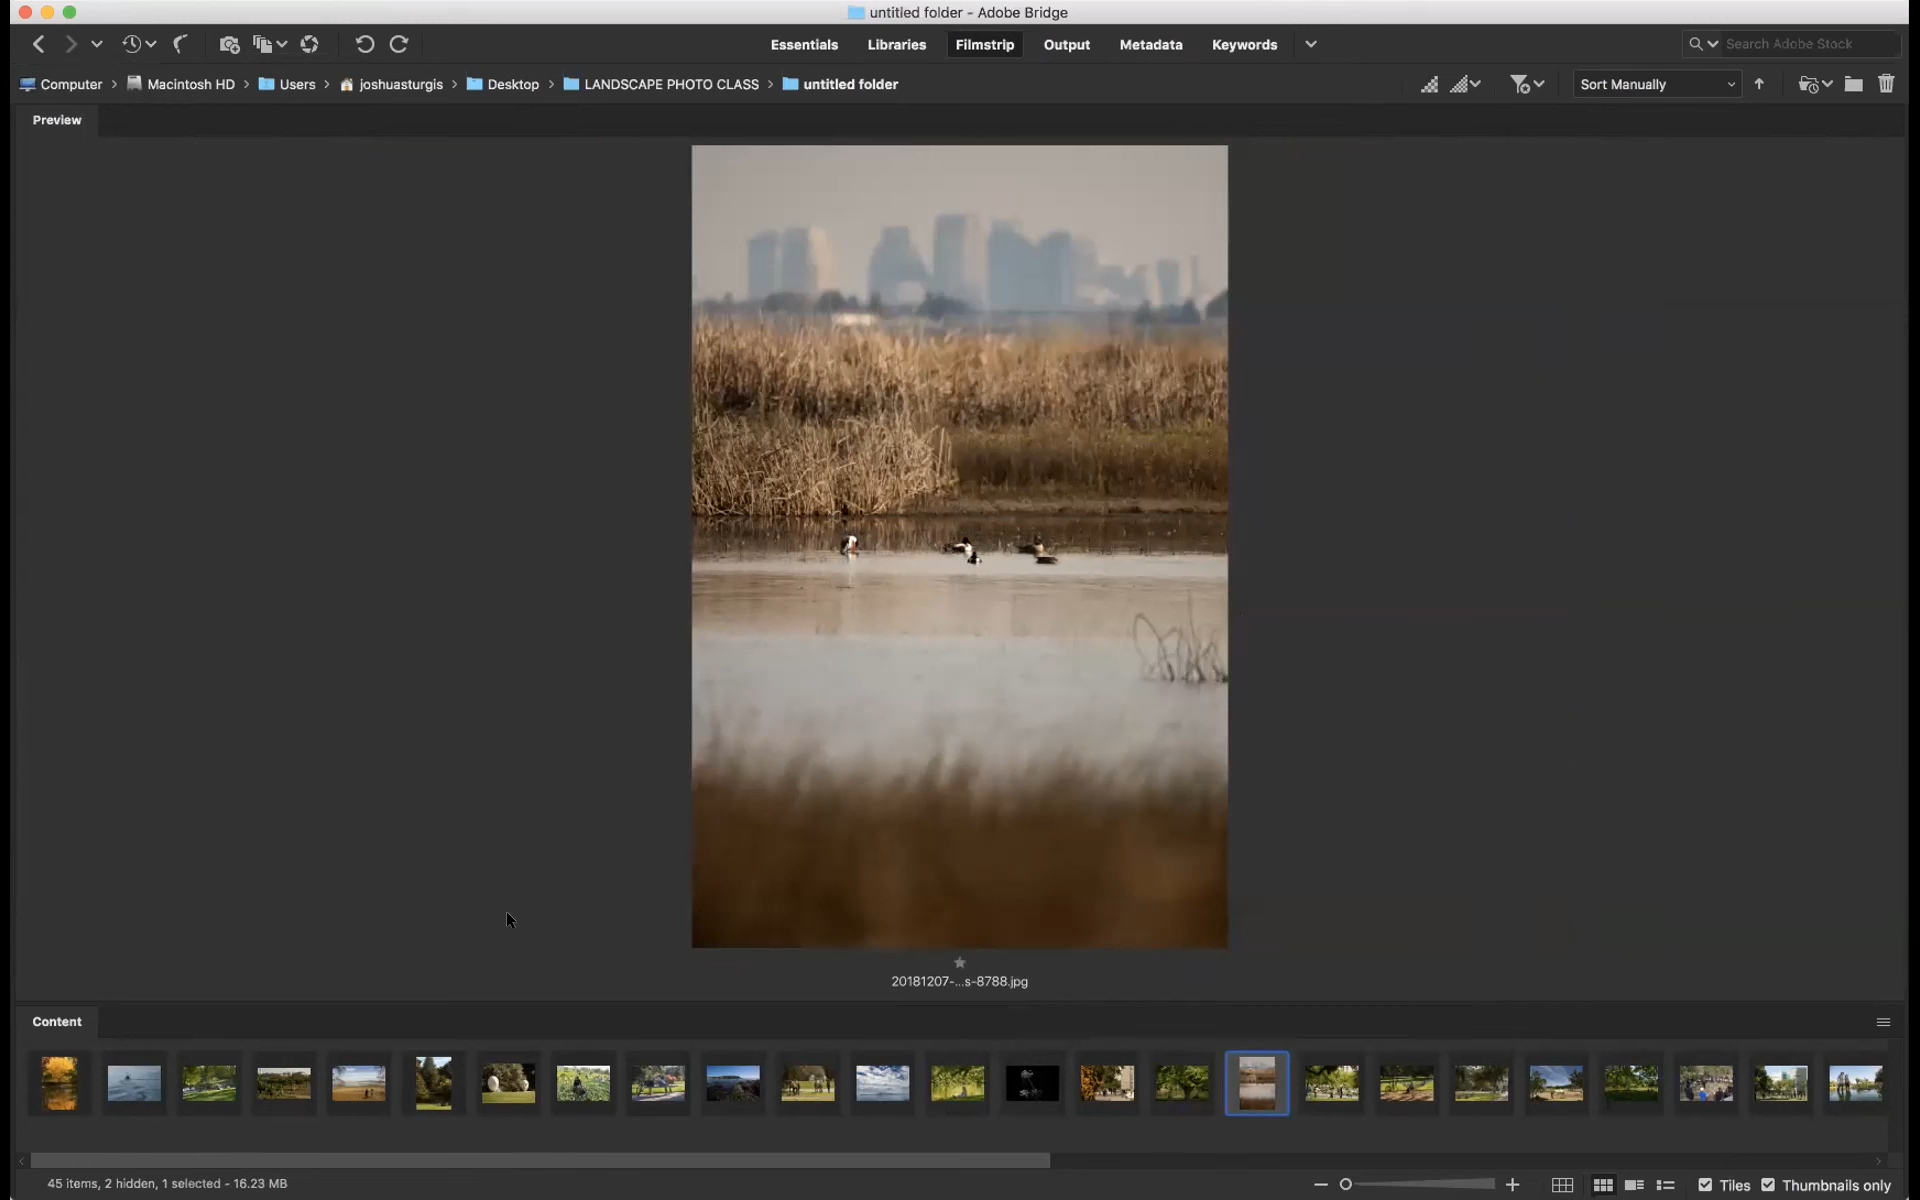 untitled folder - Adobe Bridge
Essentials Libraries Filmstrip Output Metadata Keywords Search Adobe Stock
Computer Macintosh HD Users joshuasturgis Desktop LANDSCAPE PHOTO CLASS untitled folder Sort Manually
Preview
20181207-...s-8788.jpg
Content
45 items, 2 hidden, 1 selected - 16.23 MB Tiles Thumbnails only